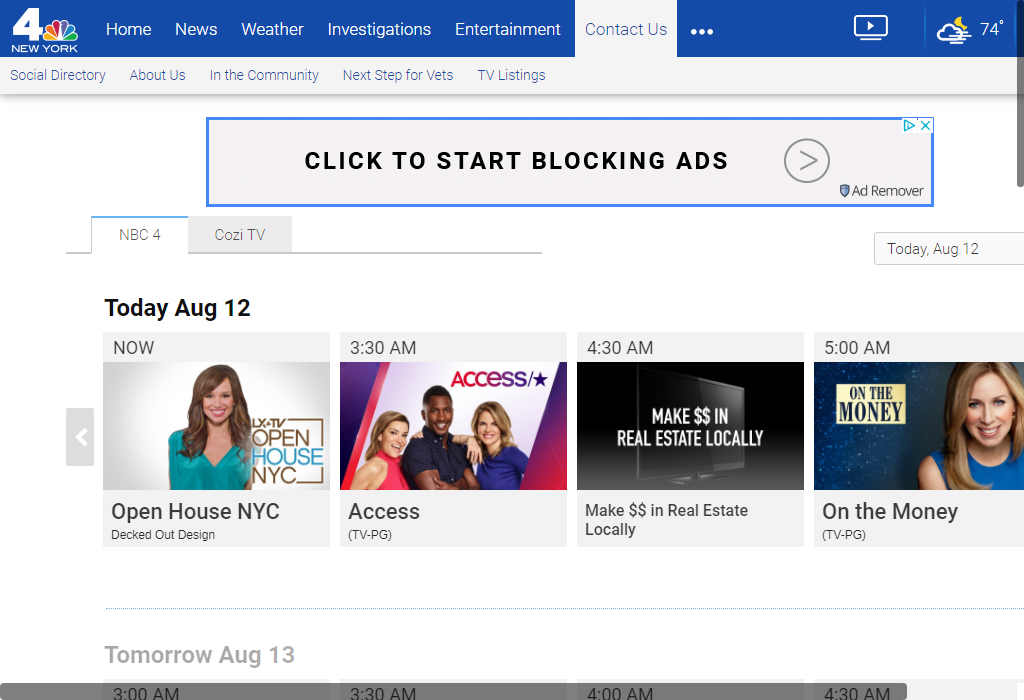 4
NEW YORK
Home
News
Weather
Investigations
Entertainment
Contact Us
74°
Social Directory
About Us
In the Community
Next Step for Vets
TV Listings
CLICK TO START BLOCKING ADS
Ad Remover
NBC 4
Cozi TV
Today, Aug 12
Today Aug 12
NOW
LX•TV
OPEN
HOUSE
NYC
Open House NYC
Decked Out Design
3:30 AM
ACCESS/★
Access
(TV-PG)
4:30 AM
MAKE $$ IN
REAL ESTATE LOCALLY
Make $$ in Real Estate
Locally
5:00 AM
ON THE
MONEY
On the Money
(TV-PG)
Tomorrow Aug 13
3:00 AM
3:30 AM
4:00 AM
4:30 AM